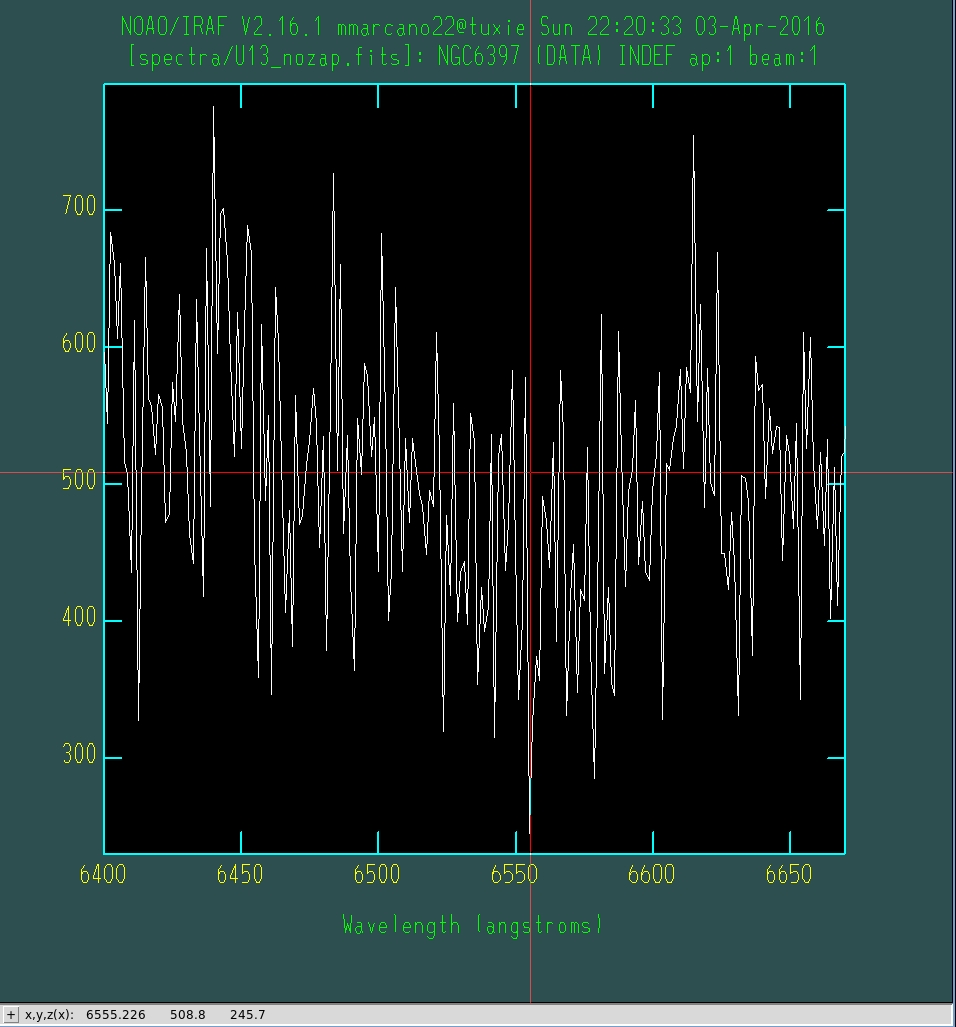 NOAO/IRAF V2.16.1 mmarcano22@tuxie Sun 22:20:33 03-Apr-2016
[spectra/U13_nozap.fits]: NGC6397 (DATA) INDEF ap:1 beam:1
700
600
500
400
300
6400 6450 6500 6550 6600 6650
Wavelength (angstroms)
+ x,y,z(x): 6555.226 508.8 245.7